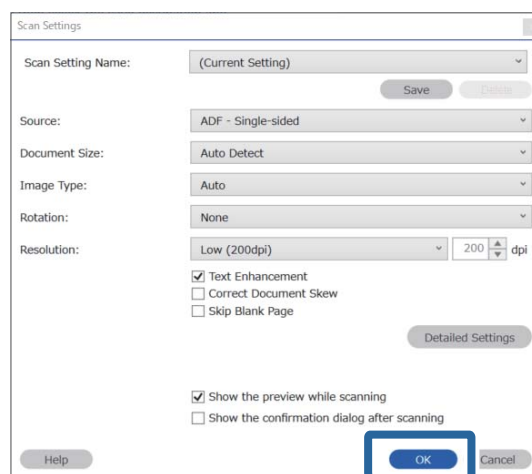 Scan Settings
Scan Setting Name: (Current Setting)
Save Delete
Source: ADF - Single-sided
Document Size: Auto Detect
Image Type: Auto
Rotation: None
Resolution: Low (200dpi) 200 dpi
Text Enhancement
Correct Document Skew
Skip Blank Page
Detailed Settings
Show the preview while scanning
Show the confirmation dialog after scanning
Help OK Cancel